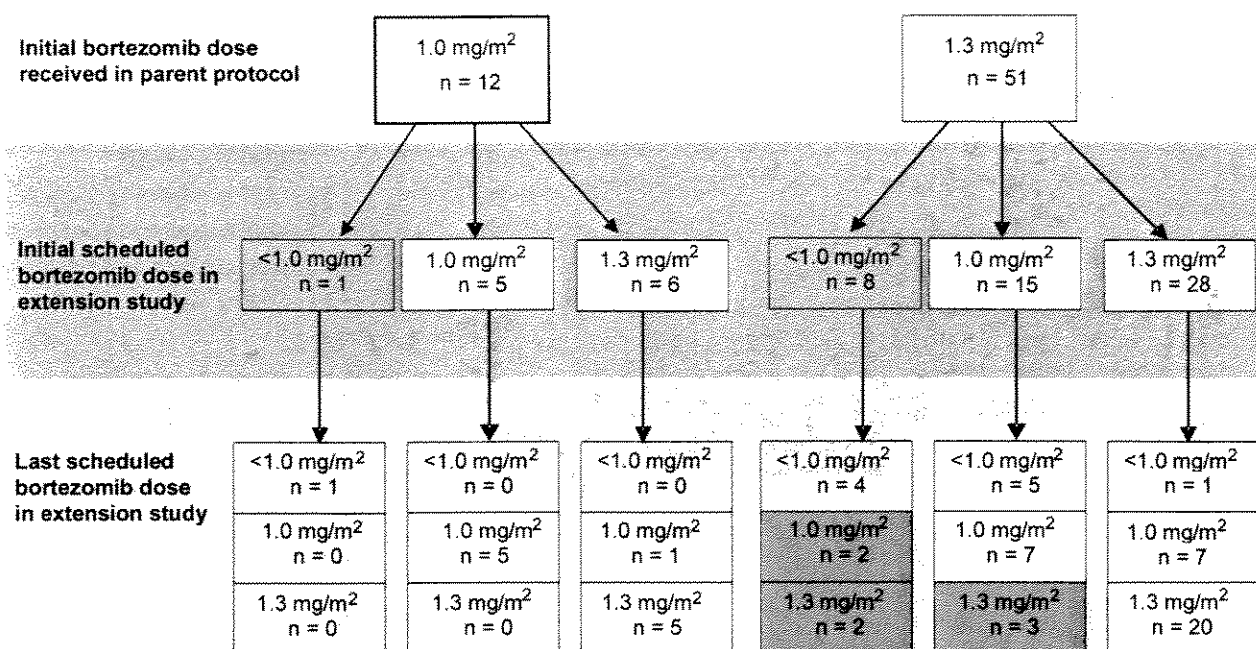 Initial bortezomib dose
received in parent protocol
1.0 mg/m²
n = 12
1.3 mg/m²
n = 51
Initial scheduled
bortezomib dose in
extension study
<1.0 mg/m²
n = 1
1.0 mg/m²
n = 5
1.3 mg/m²
n = 6
<1.0 mg/m²
n = 8
1.0 mg/m²
n = 15
1.3 mg/m²
n = 28
Last scheduled
bortezomib dose
in extension study
<1.0 mg/m²
n = 1
<1.0 mg/m²
n = 0
<1.0 mg/m²
n = 0
<1.0 mg/m²
n = 4
<1.0 mg/m²
n = 5
<1.0 mg/m²
n = 1
1.0 mg/m²
n = 0
1.0 mg/m²
n = 5
1.0 mg/m²
n = 1
1.0 mg/m²
n = 2
1.0 mg/m²
n = 7
1.0 mg/m²
n = 7
1.3 mg/m²
n = 0
1.3 mg/m²
n = 0
1.3 mg/m²
n = 5
1.3 mg/m²
n = 2
1.3 mg/m²
n = 3
1.3 mg/m²
n = 20